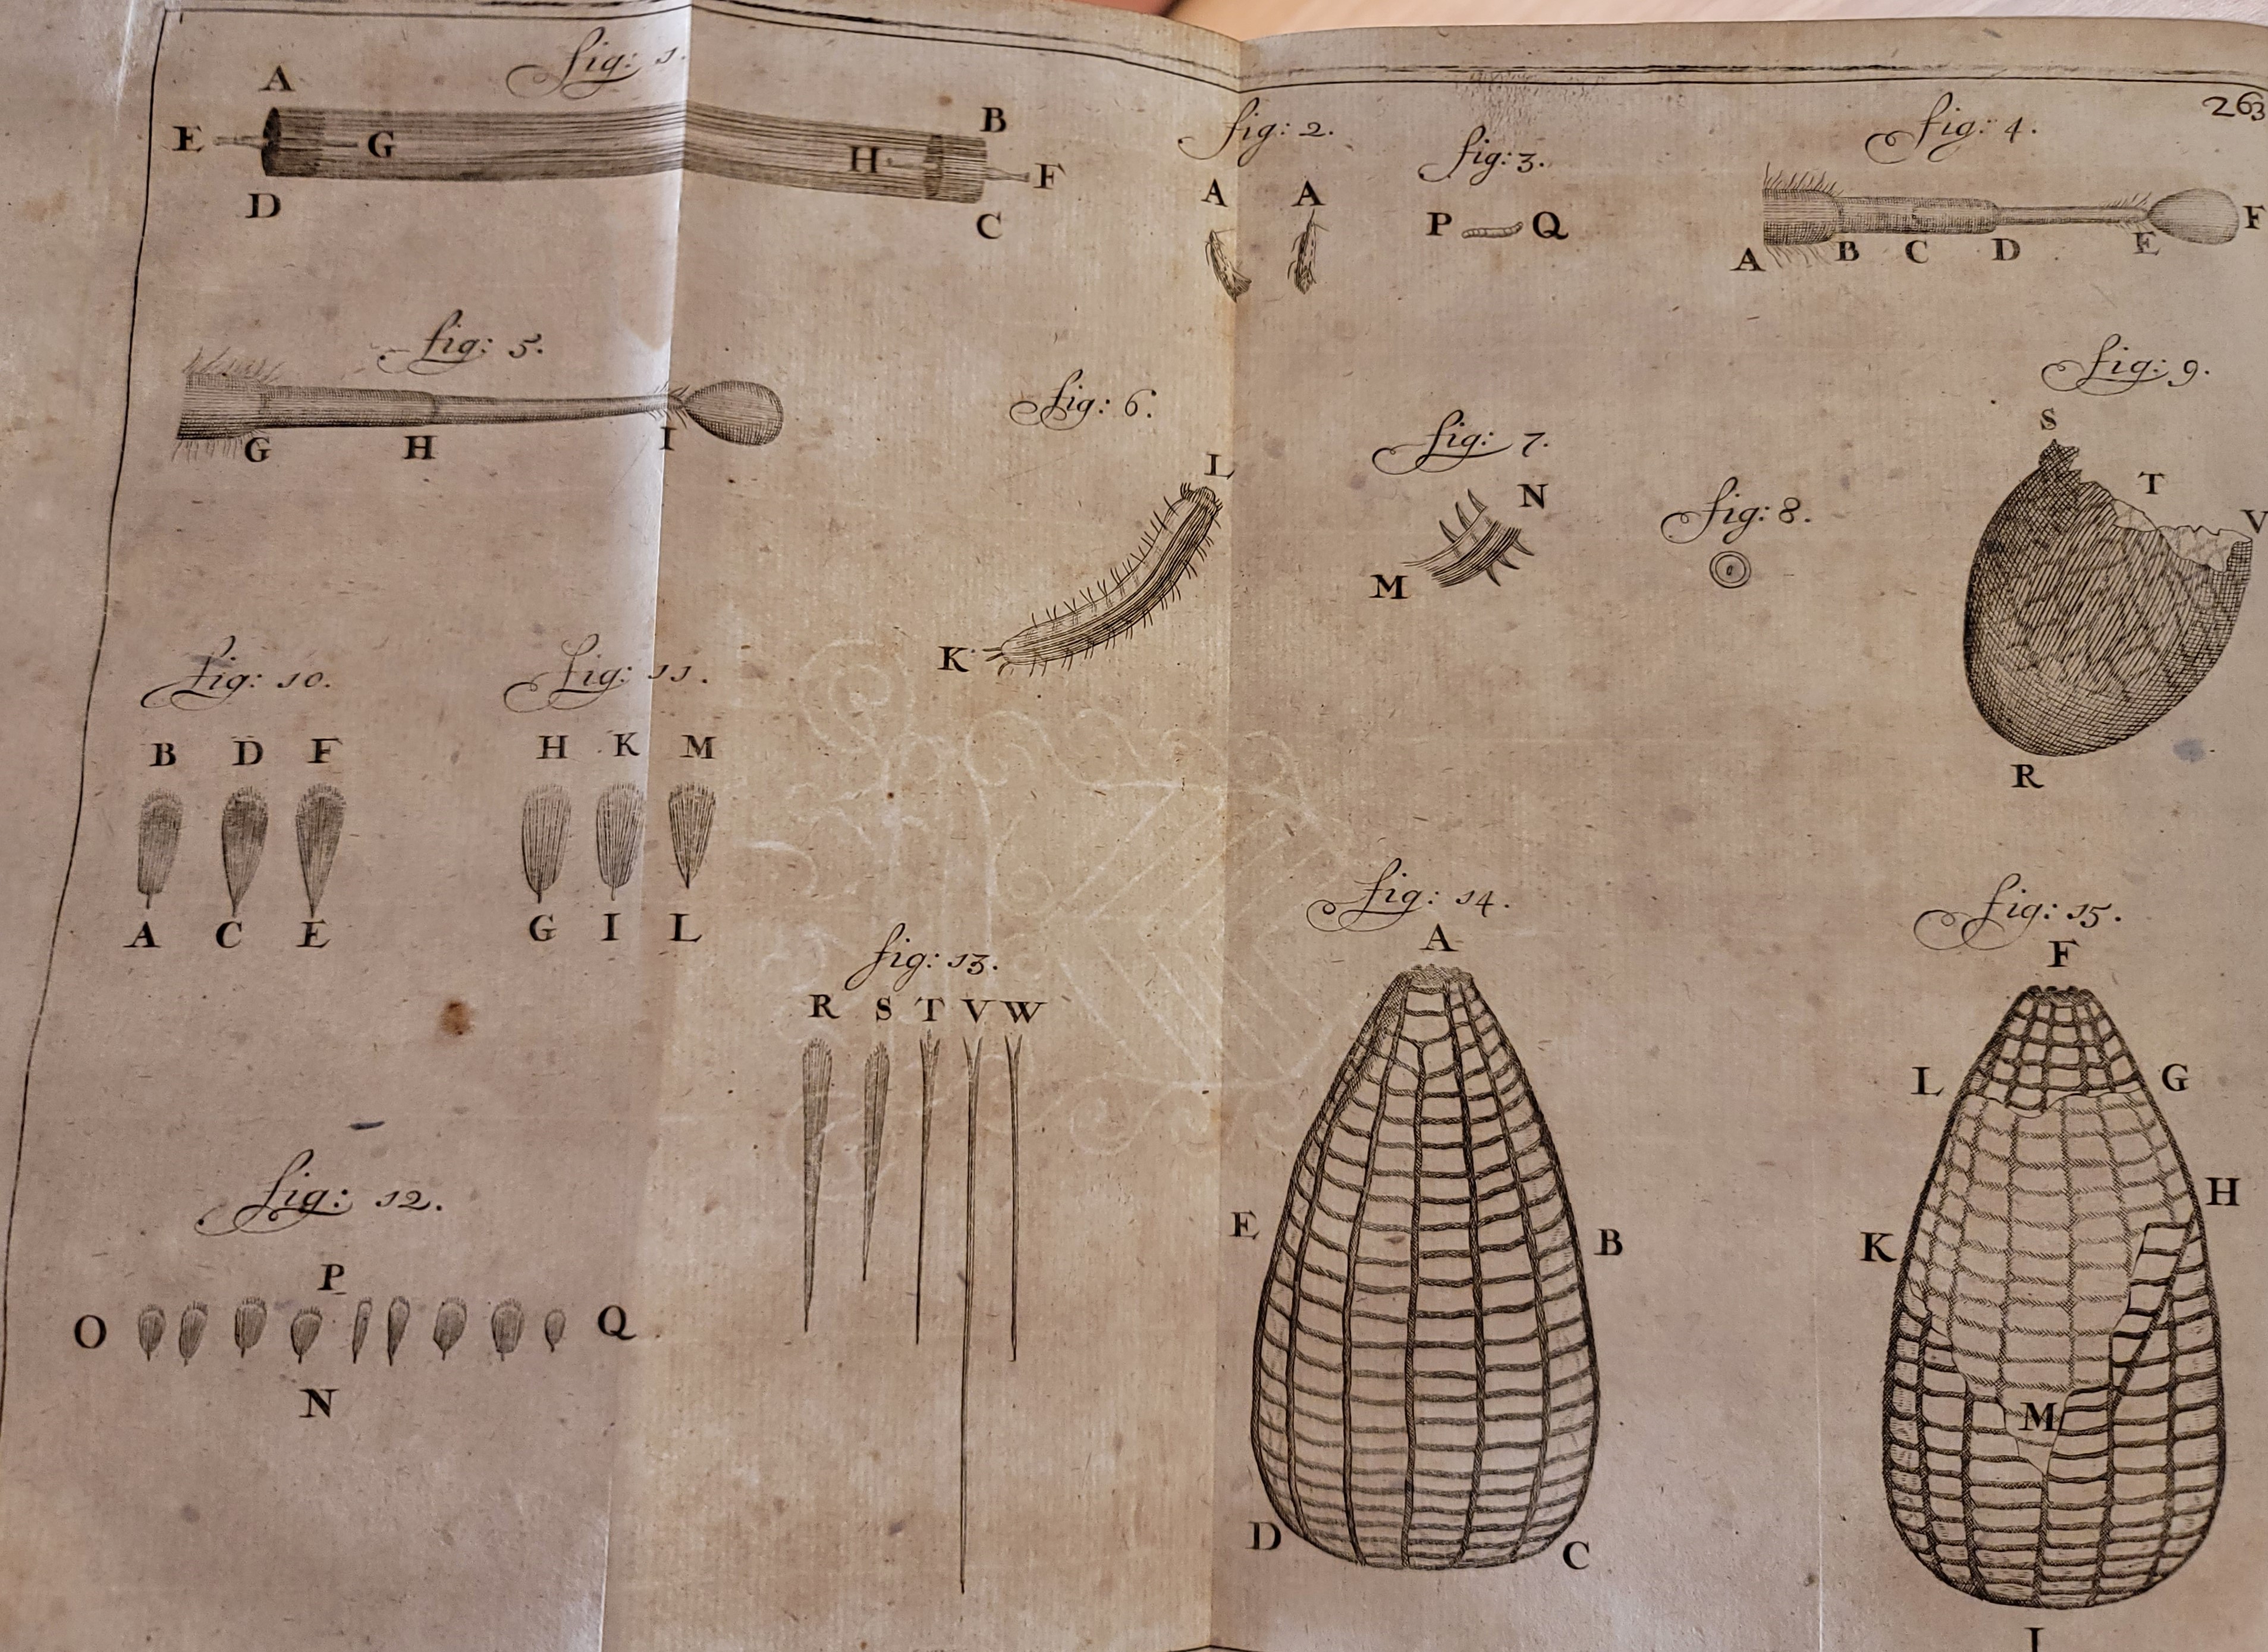 263
fig: 1.
A
B
E
G
H
F
D
C
fig: 2.
A A
fig: 3.
P Q
fig: 4.
A B C D E F
fig: 5.
G H I
fig: 6.
L
K
fig: 7.
N
M
fig: 8.
fig: 9.
S
T
V
R
fig: 10.
B D F
A C E
fig: 11.
H K M
G I L
fig: 12.
P
O Q
N
fig: 13.
R S T V W
fig: 14.
A
E B
D C
fig: 15.
F
L G
H
K
M
I